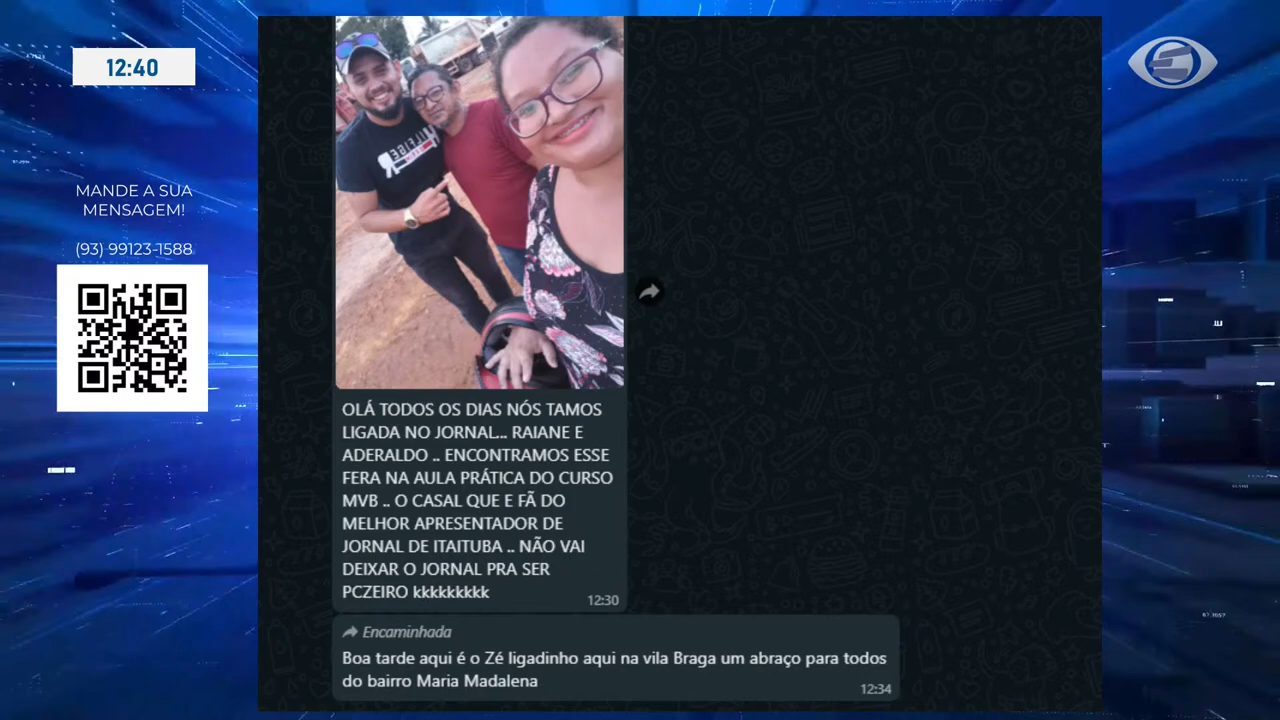 12:40
MANDE A SUA
MENSAGEM!
(93) 99123-1588
OLÁ TODOS OS DIAS NÓS TAMOS
LIGADA NO JORNAL... RAIANE E
ADERALDO .. ENCONTRAMOS ESSE
FERA NA AULA PRÁTICA DO CURSO
MVB .. O CASAL QUE E FÃ DO
MELHOR APRESENTADOR DE
JORNAL DE ITAITUBA .. NÃO VAI
DEIXAR O JORNAL PRA SER
PCZEIRO kkkkkkkkk
12:30
Encaminhada
Boa tarde aqui é o Zé ligadinho aqui na vila Braga um abraço para todos
do bairro Maria Madalena
12:34